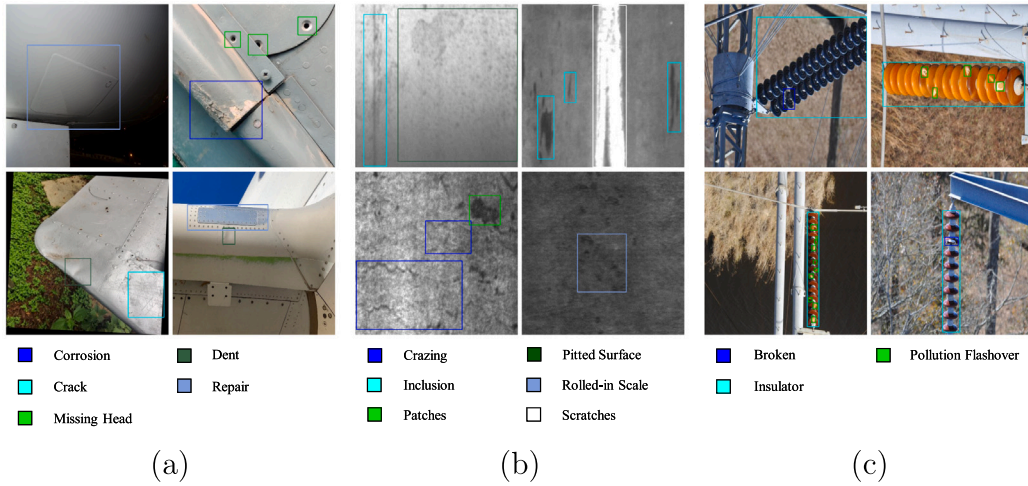 Corrosion
Dent
Crack
Repair
Missing Head
Crazing
Pitted Surface
Inclusion
Rolled-in Scale
Patches
Scratches
Broken
Pollution Flashover
Insulator
(a)
(b)
(c)